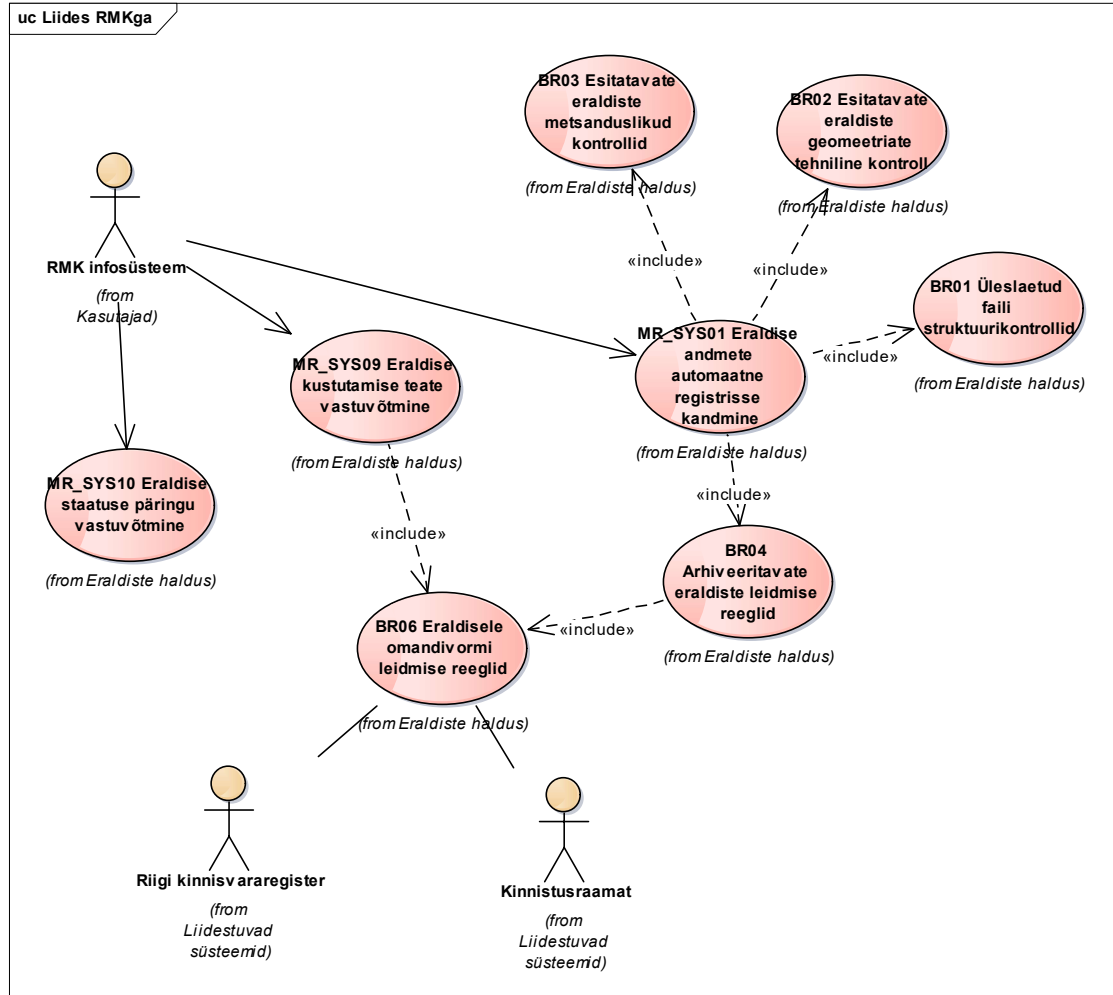 uc Liides RMKga
BR03 Esitatavate
eraldiste
metsanduslikud
kontrollid
(from Eraldiste haldus)
BR02 Esitatavate
eraldiste
geomeetriate
tehniline kontroll
(from Eraldiste haldus)
RMK infosüsteem
(from
Kasutajad)
«include»
«include»
BR01 Üleslaetud
faili
struktuurikontrollid
(from Eraldiste haldus)
«include»
MR_SYS01 Eraldise
andmete
automaatne
registrisse
kandmine
(from Eraldiste haldus)
MR_SYS09 Eraldise
kustutamise teate
vastuvõtmine
(from Eraldiste haldus)
MR_SYS10 Eraldise
staatuse päringu
vastuvõtmine
(from Eraldiste haldus)
«include»
«include»
BR04
Arhiveeritavate
eraldiste leidmise
reeglid
(from Eraldiste haldus)
«include»
BR06 Eraldisele
omandivormi
leidmise reeglid
(from Eraldiste haldus)
Riigi kinnisvararegister
(from
Liidestuvad
süsteemid)
Kinnistusraamat
(from
Liidestuvad
süsteemid)